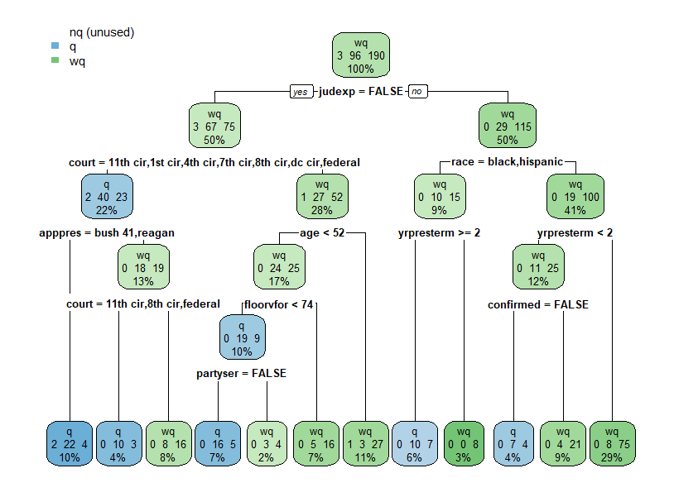 nq (unused)
q
wq
wq
3 96 190
100%
yes judexp = FALSE no
wq
3 67 75
50%
wq
0 29 115
50%
court = 11th cir,1st cir,4th cir,7th cir,8th cir,dc cir,federal
race = black,hispanic
q
2 40 23
22%
wq
1 27 52
28%
wq
0 10 15
9%
wq
0 19 100
41%
apppres = bush 41,reagan
age < 52
yrpresterm >= 2
yrpresterm < 2
wq
0 18 19
13%
wq
0 24 25
17%
wq
0 11 25
12%
court = 11th cir,8th cir,federal
floorvfor < 74
confirmed = FALSE
q
0 19 9
10%
partyser = FALSE
q
2 22 4
10%
q
0 10 3
4%
wq
0 8 16
8%
q
0 16 5
7%
wq
0 3 4
2%
wq
0 5 16
7%
wq
1 3 27
11%
q
0 10 7
6%
wq
0 0 8
3%
q
0 7 4
4%
wq
0 4 21
9%
wq
0 8 75
29%